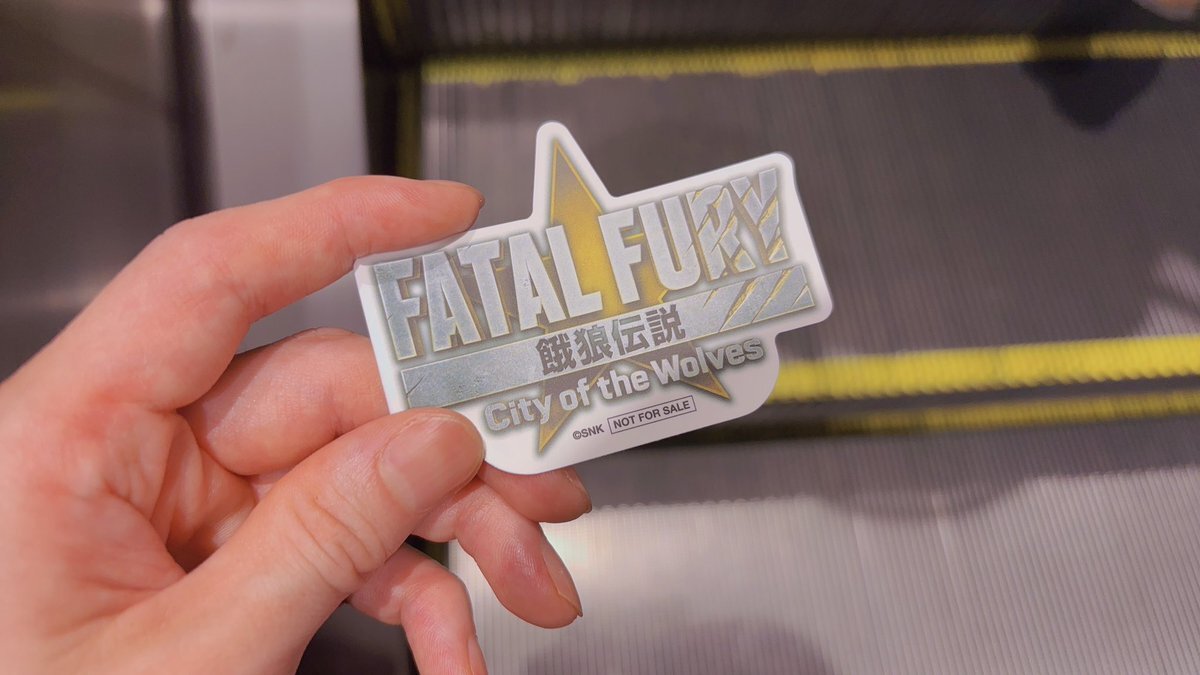 FATAL FURY
餓狼伝説
City of the Wolves
©SNK NOT FOR SALE